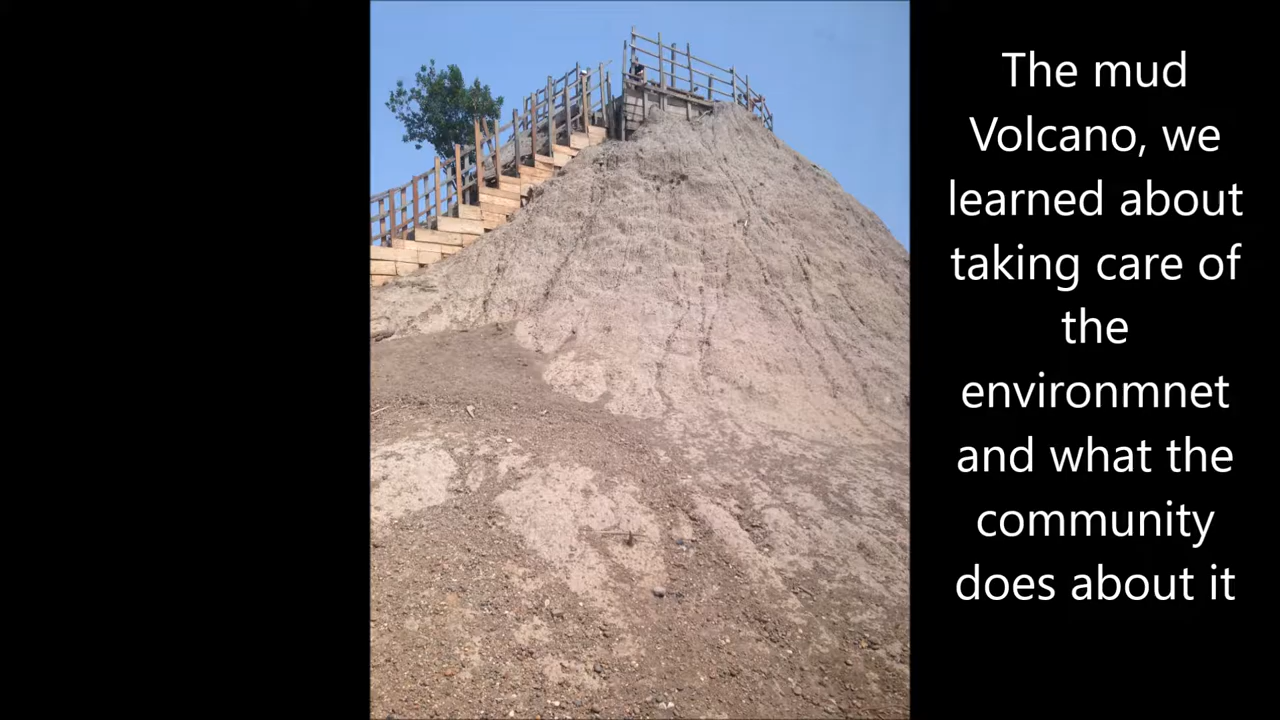 The mud
Volcano, we
learned about
taking care of
the
environmnet
and what the
community
does about it